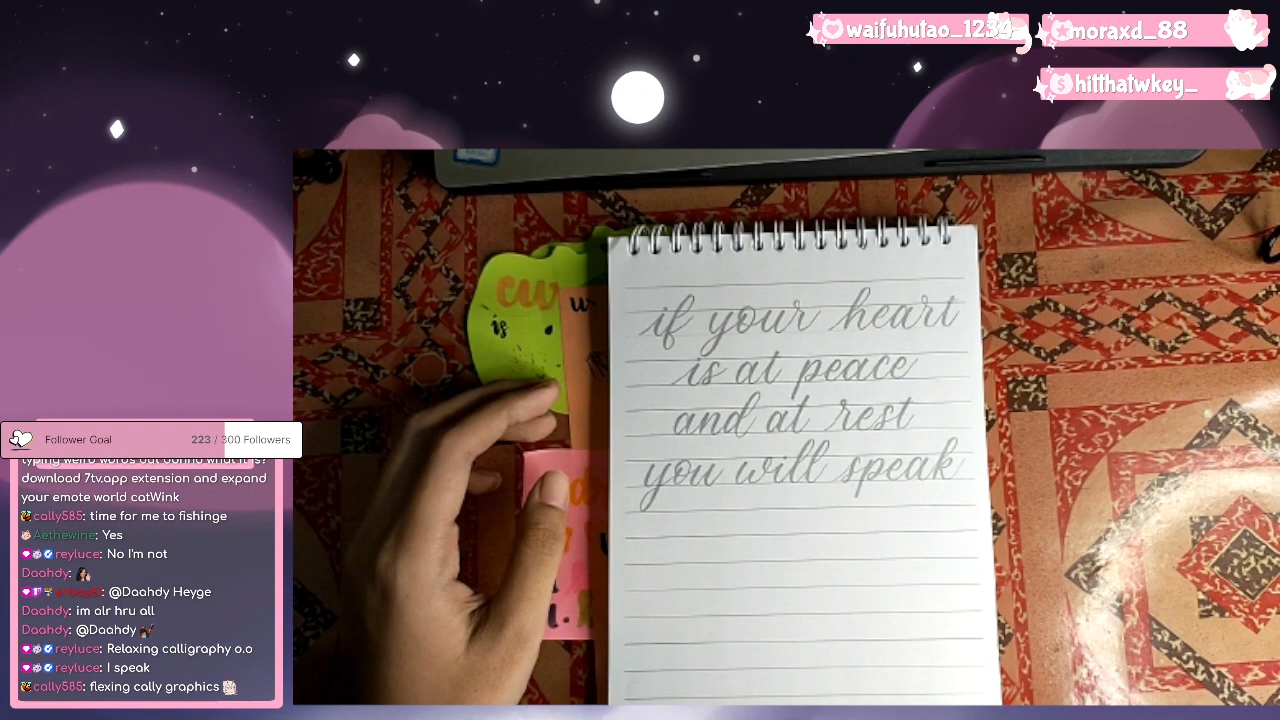 waifuhutao_1234
moraxd_88
hitthatwkey_
if your heart
is at peace
and at rest
you will speak
cu
is
w
Follower Goal
223 / 300 Followers
download 7tv.app extension and expand
your emote world catWink
cally585: time for me to fishinge
Aethewine: Yes
reyluce: No I'm not
Daahdy:
: @Daahdy Heyge
Daahdy: im alr hru all
Daahdy: @Daahdy
reyluce: Relaxing calligraphy o.o
reyluce: I speak
cally585: flexing cally graphics